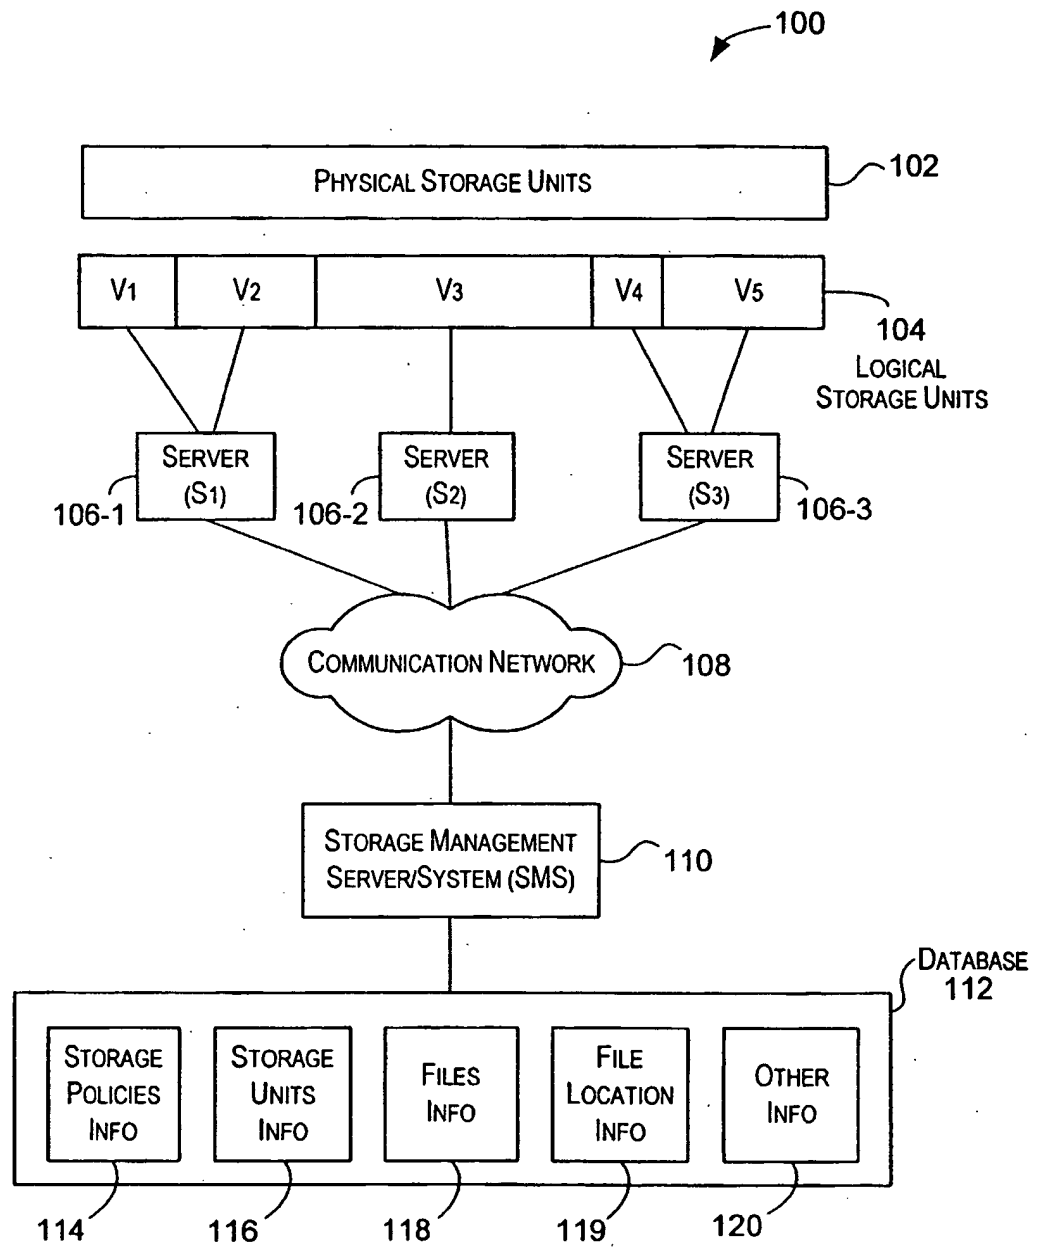 100
PHYSICAL STORAGE UNITS
102
V1 V2 V3 V4 V5
104
LOGICAL
STORAGE UNITS
SERVER
(S1)
106-1
SERVER
(S2)
106-2
SERVER
(S3)
106-3
COMMUNICATION NETWORK
108
STORAGE MANAGEMENT
SERVER/SYSTEM (SMS)
110
DATABASE
112
STORAGE
POLICIES
INFO
STORAGE
UNITS
INFO
FILES
INFO
FILE
LOCATION
INFO
OTHER
INFO
114 116 118 119 120